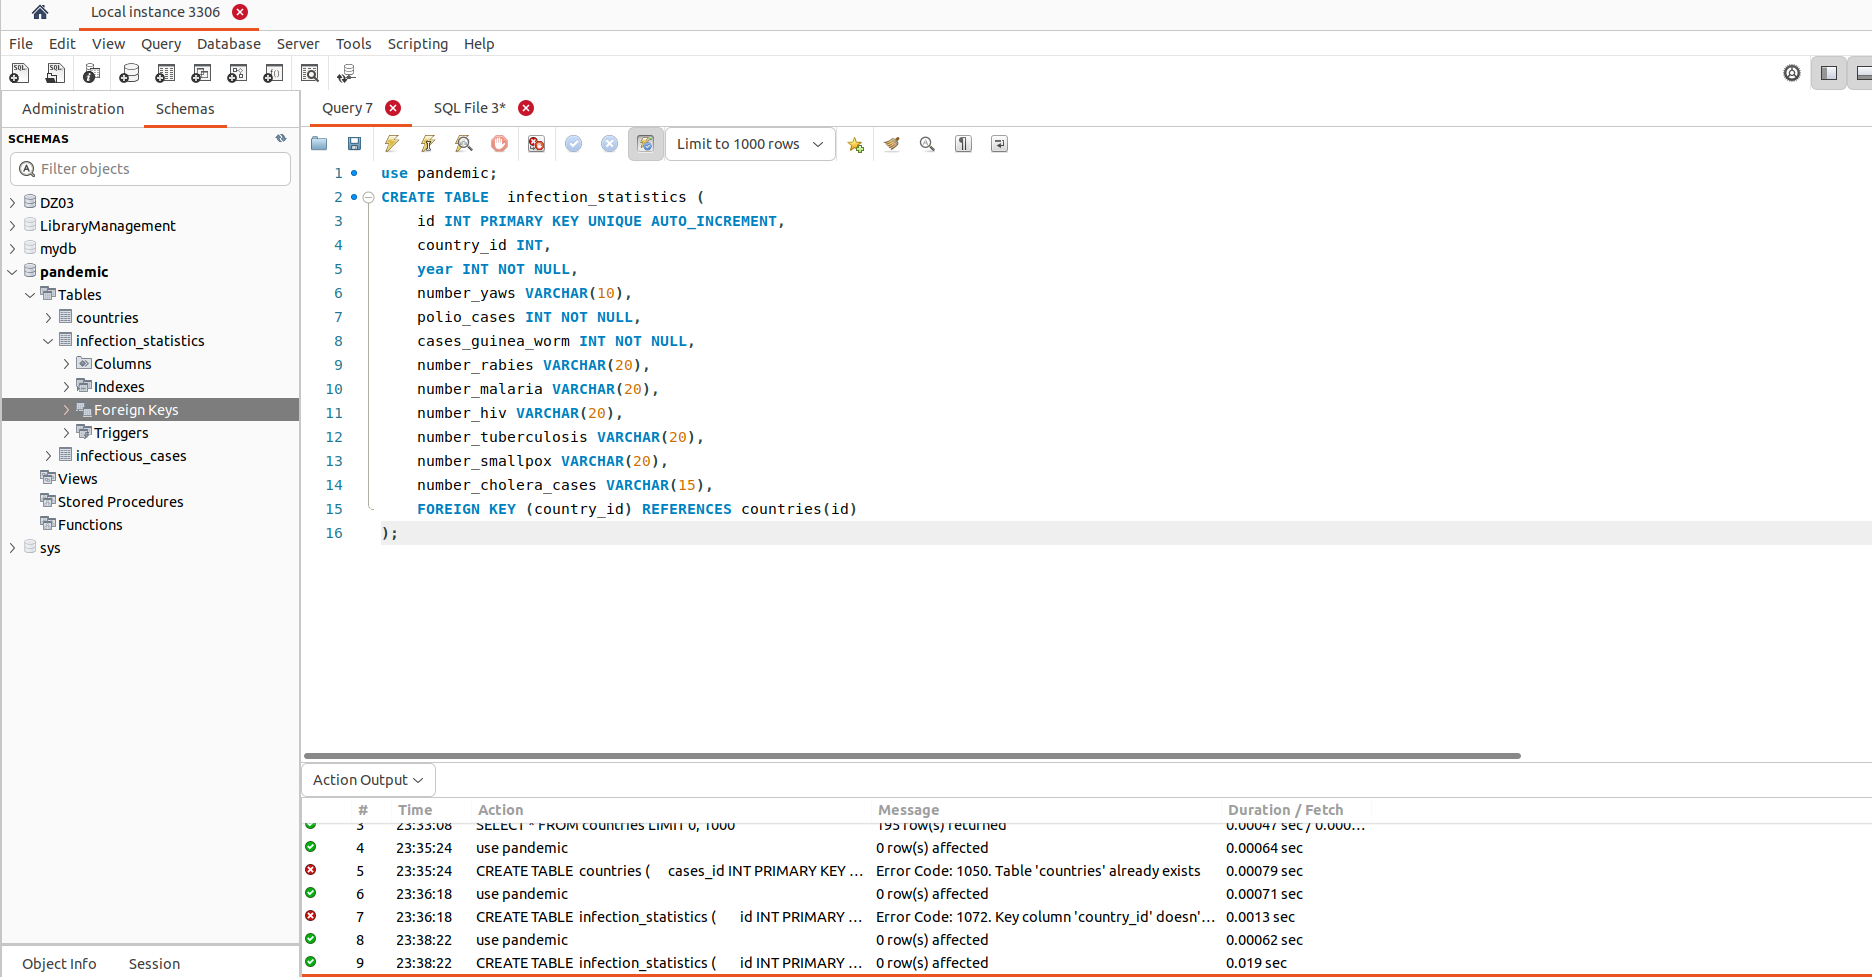 Local instance 3306
File Edit View Query Database Server Tools Scripting Help
Administration Schemas
SCHEMAS
Filter objects
DZ03
LibraryManagement
mydb
pandemic
Tables
countries
infection_statistics
Columns
Indexes
Foreign Keys
Triggers
infectious_cases
Views
Stored Procedures
Functions
sys
Object Info Session
Query 7 SQL File 3*
Limit to 1000 rows
1 use pandemic;
2 CREATE TABLE  infection_statistics (
3 id INT PRIMARY KEY UNIQUE AUTO_INCREMENT,
4 country_id INT,
5 year INT NOT NULL,
6 number_yaws VARCHAR(10),
7 polio_cases INT NOT NULL,
8 cases_guinea_worm INT NOT NULL,
9 number_rabies VARCHAR(20),
10 number_malaria VARCHAR(20),
11 number_hiv VARCHAR(20),
12 number_tuberculosis VARCHAR(20),
13 number_smallpox VARCHAR(20),
14 number_cholera_cases VARCHAR(15),
15 FOREIGN KEY (country_id) REFERENCES countries(id)
16 );
Action Output
# Time Action Message Duration / Fetch
3 23:33:08 SELECT * FROM countries LIMIT 0, 1000 195 row(s) returned 0.00047 sec / 0.000...
4 23:35:24 use pandemic 0 row(s) affected 0.00064 sec
5 23:35:24 CREATE TABLE countries ( cases_id INT PRIMARY KEY ... Error Code: 1050. Table 'countries' already exists 0.00079 sec
6 23:36:18 use pandemic 0 row(s) affected 0.00071 sec
7 23:36:18 CREATE TABLE infection_statistics ( id INT PRIMARY ... Error Code: 1072. Key column 'country_id' doesn'... 0.0013 sec
8 23:38:22 use pandemic 0 row(s) affected 0.00062 sec
9 23:38:22 CREATE TABLE infection_statistics ( id INT PRIMARY ... 0 row(s) affected 0.019 sec